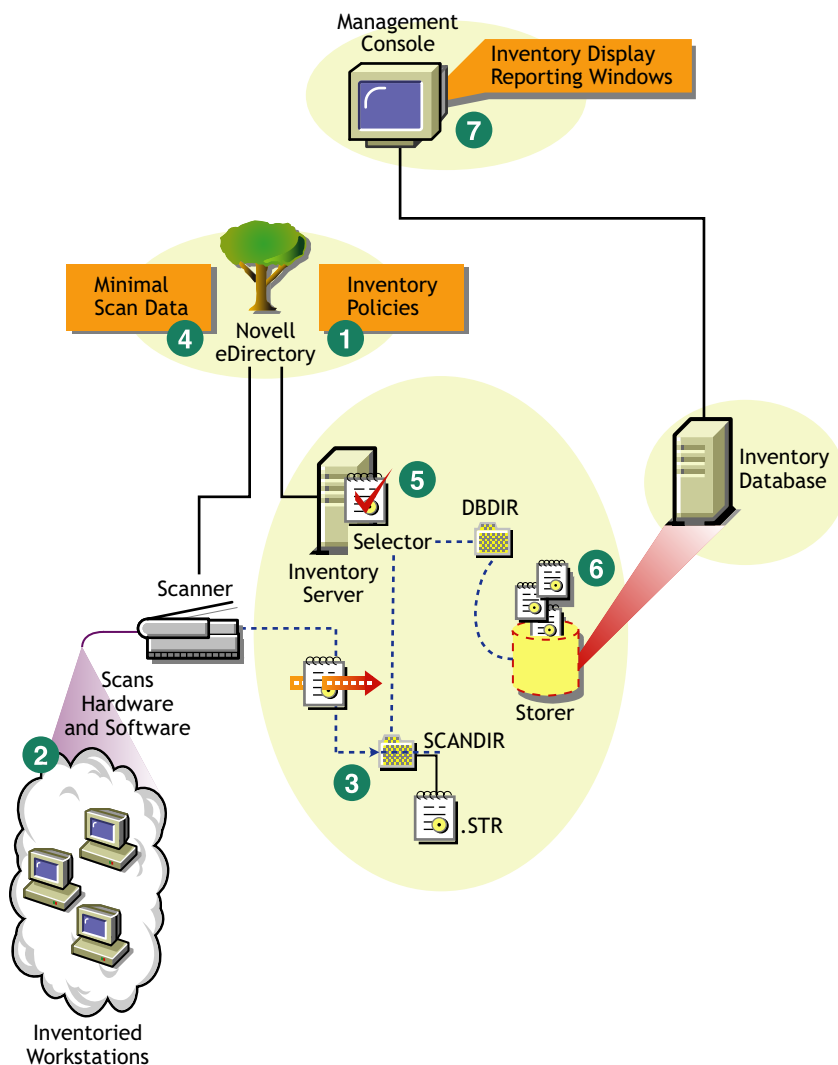 Management
Console
Inventory Display
Reporting Windows
7
Minimal
Scan Data
4
Novell
eDirectory
Inventory
Policies
1
5
Selector
Inventory
Server
DBDIR
6
Storer
Inventory
Database
Scanner
Scans
Hardware
and Software
2
SCANDIR
3
.STR
Inventoried
Workstations